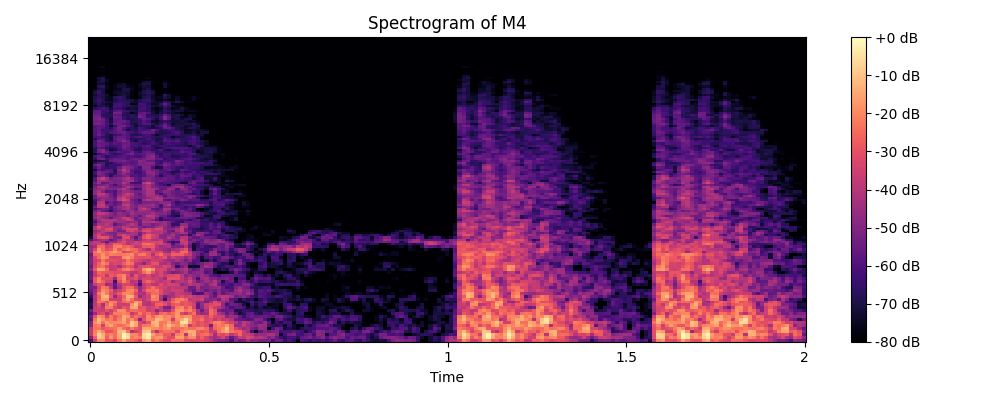 Spectrogram of M4
16384
8192
4096
2048
1024
512
0
Hz
0
0.5
1
1.5
2
Time
+0 dB
-10 dB
-20 dB
-30 dB
-40 dB
-50 dB
-60 dB
-70 dB
-80 dB